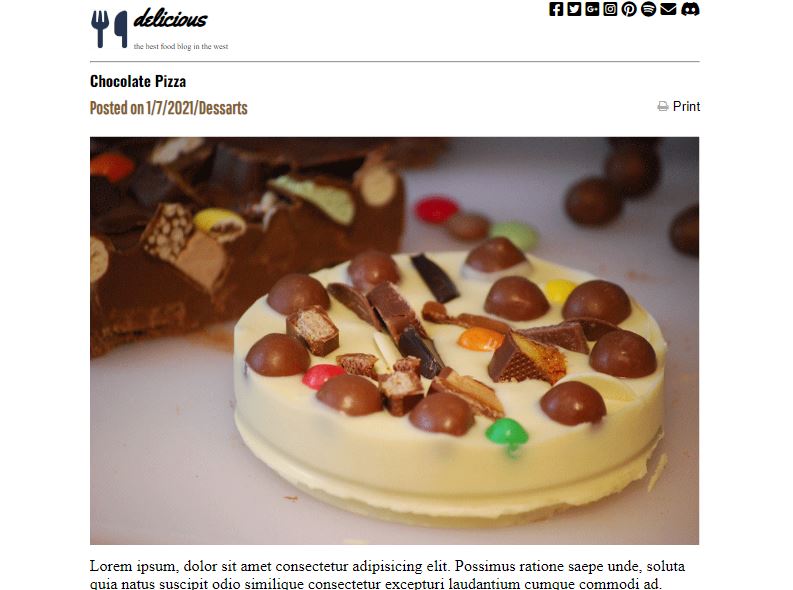 delicious
the best food blog in the west
Chocolate Pizza
Posted on 1/7/2021/Desserts
Print
Lorem ipsum, dolor sit amet consectetur adipisicing elit. Possimus ratione saepe unde, soluta
quia natus suscipit odio similique consectetur excepturi laudantium cumque commodi ad.